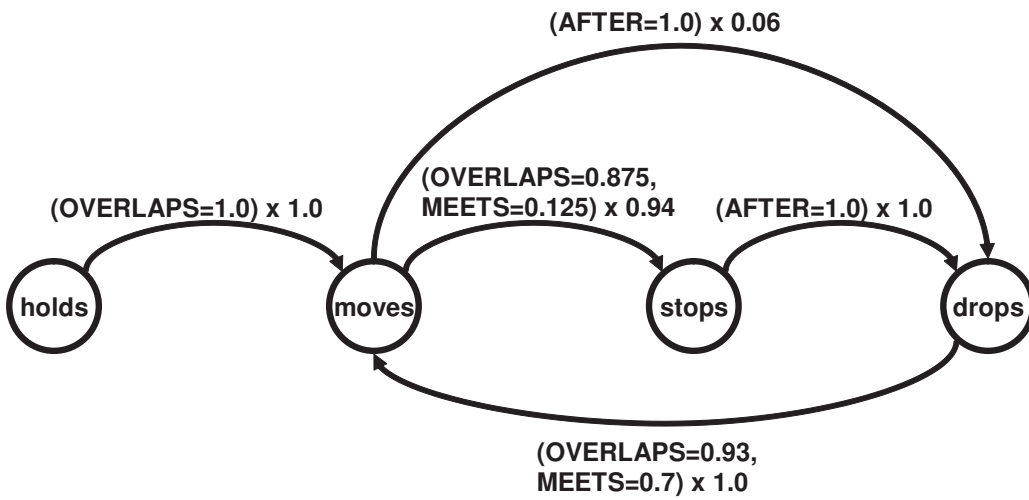 (AFTER=1.0) x 0.06
(OVERLAPS=0.875,
MEETS=0.125) x 0.94
(OVERLAPS=1.0) x 1.0
(AFTER=1.0) x 1.0
holds
moves
stops
drops
(OVERLAPS=0.93,
MEETS=0.7) x 1.0